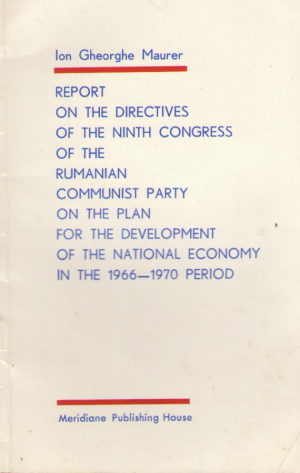 Ion Gheorghe Maurer
REPORT
ON THE DIRECTIVES
OF THE NINTH CONGRESS
OF THE
RUMANIAN
COMMUNIST PARTY
ON THE PLAN
FOR THE DEVELOPMENT
OF THE NATIONAL ECONOMY
IN THE 1966—1970 PERIOD
Meridiane Publishing House